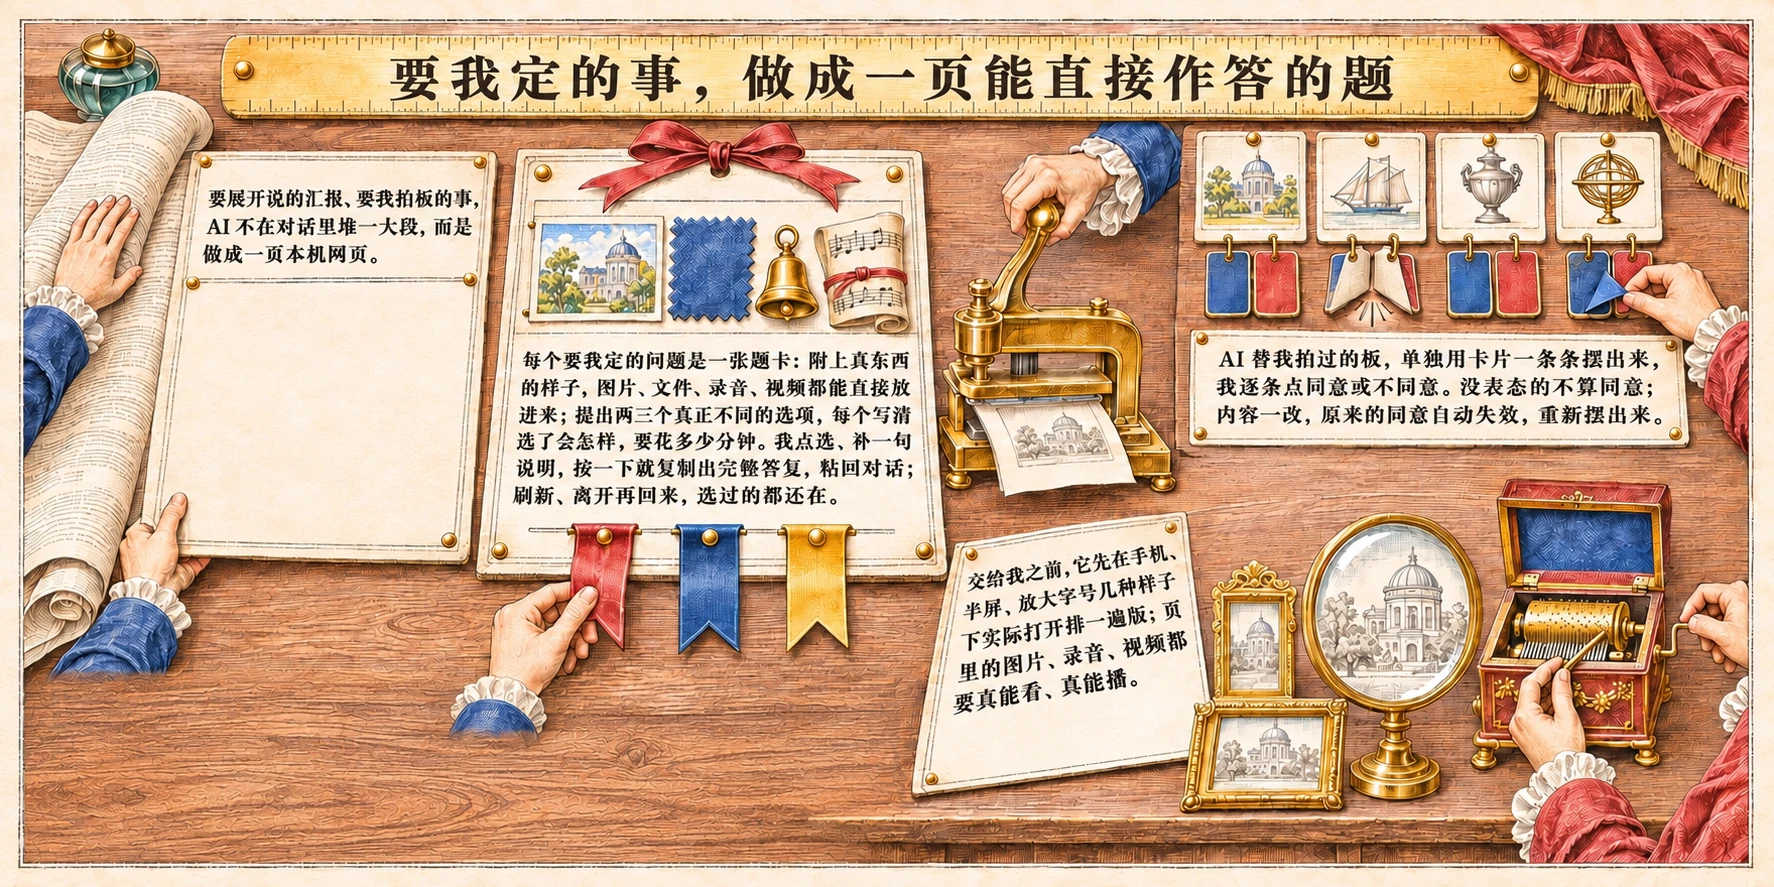 要我定的事，做成一页能直接作答的题
要展开说的汇报、要我拍板的事，
AI 不在对话里堆一大段，而是
做成一页本机网页。
每个要我定的问题是一张题卡：附上真东西
的样子，图片、文件、录音、视频都能直接放
进来；提出两三个真正不同的选项，每个写清
选了会怎样，要花多少分钟。我点选、补一句
说明，按一下就复制出完整答复，粘回对话；
刷新、离开再回来，选过的都还在。
AI 替我拍过的板，单独用卡片一条条摆出来，
我逐条点同意或不同意。没表态的不算同意；
内容一改，原来的同意自动失效，重新摆出来。
交给我之前，它先在手机、
半屏、放大字号几种样子
下实际打开排一遍版；页
里的图片、录音、视频都
要真能看、真能播。